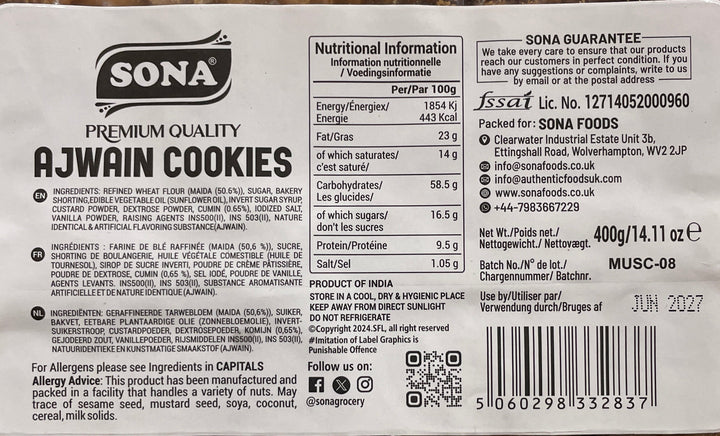 SONA®
PREMIUM QUALITY
AJWAIN COOKIES
EN INGREDIENTS: REFINED WHEAT FLOUR (MAIDA (50.6%)), SUGAR, BAKERY
SHORTING,EDIBLE VEGETABLE OIL (SUNFLOWER OIL),INVERT SUGAR SYRUP,
CUSTARD POWDER, DEXTROSE POWDER, CUMIN (0.65%), IODIZED SALT,
VANILLA POWDER, RAISING AGENTS INS500(II), INS 503(II), NATURE
IDENTICAL & ARTIFICIAL FLAVORING SUBSTANCE(AJWAIN).
FR INGRÉDIENTS : FARINE DE BLÉ RAFFINÉE (MAIDA (50,6 %)), SUCRE,
SHORTING DE BOULANGERIE, HUILE VÉGÉTALE COMESTIBLE (HUILE DE
TOURNESOL), SIROP DE SUCRE INVERTI, POUDRE DE CRÈME PÂTISSIÈRE,
POUDRE DE DEXTROSE, CUMIN (0,65 %), SEL IODÉ, POUDRE DE VANILLE,
AGENTS LEVANTS. INS500(II), INS 503(II), SUBSTANCE AROMATISANTE
ARTIFICIELLE ET DE NATURE IDENTIQUE (AJWAIN).
NL INGREDIËNTEN: GERAFFINEERDE TARWEBLOEM (MAIDA (50,6%)), SUIKER,
BAKVET, EETBARE PLANTAARDIGE OLIE (ZONNEBLOEMOLIE), INVERT-
SUIKERSTROOP, CUSTARDPOEDER, DEXTROSEPOEDER, KOMIJN (0,65%),
GEJODEERD ZOUT, VANILLEPOEDER, RIJSMIDDELEN INS500(II), INS 503(II),
NATUURIDENTIEKE EN KUNSTMATIGE SMAAKSTOF (AJWAIN).
For Allergens please see Ingredients in CAPITALS
Allergy Advice: This product has been manufactured and
packed in a facility that handles a variety of nuts. May
trace of sesame seed, mustard seed, soya, coconut,
cereal, milk solids.
Nutritional Information
Information nutritionnelle
/ Voedingsinformatie
Per/Par 100g
Energy/Énergiex/ 1854 Kj
Energie 443 Kcal
Fat/Gras 23 g
of which saturates/ 14 g
c'est saturé/
Carbohydrates/ 58.5 g
Les glucides/
of which sugars/ 16.5 g
don't les sucres
Protein/Protéine 9.5 g
Salt/Sel 1.05 g
PRODUCT OF INDIA
STORE IN A COOL, DRY & HYGIENIC PLACE
KEEP AWAY FROM DIRECT SUNLIGHT
DO NOT REFRIGERATE
©Copyright 2024.SFL, all right reserved
#Imitation of Label Graphics is
Punishable Offence
Follow us on:
@sonagrocery
SONA GUARANTEE
We take every care to ensure that our products
reach our customers in perfect condition. If you
have any suggestions or complaints, write to us
by email or at the postal address
fssai Lic. No. 12714052000960
Packed for: SONA FOODS
Clearwater Industrial Estate Unit 3b,
Ettingshall Road, Wolverhampton, WV2 2JP
info@sonafoods.co.uk
info@authenticfoodsuk.com
www.sonafoods.co.uk
+44-7983667229
Net Wt./Poids net./
Nettogewicht./ Nettovægt. 400g/14.11 oz e
Batch No./N° de lot./
Chargennummer/ Batchnr. MUSC-08
Use by/Utiliser par/
Verwendung durch/Bruges af JUN 2027
5 060298 332837